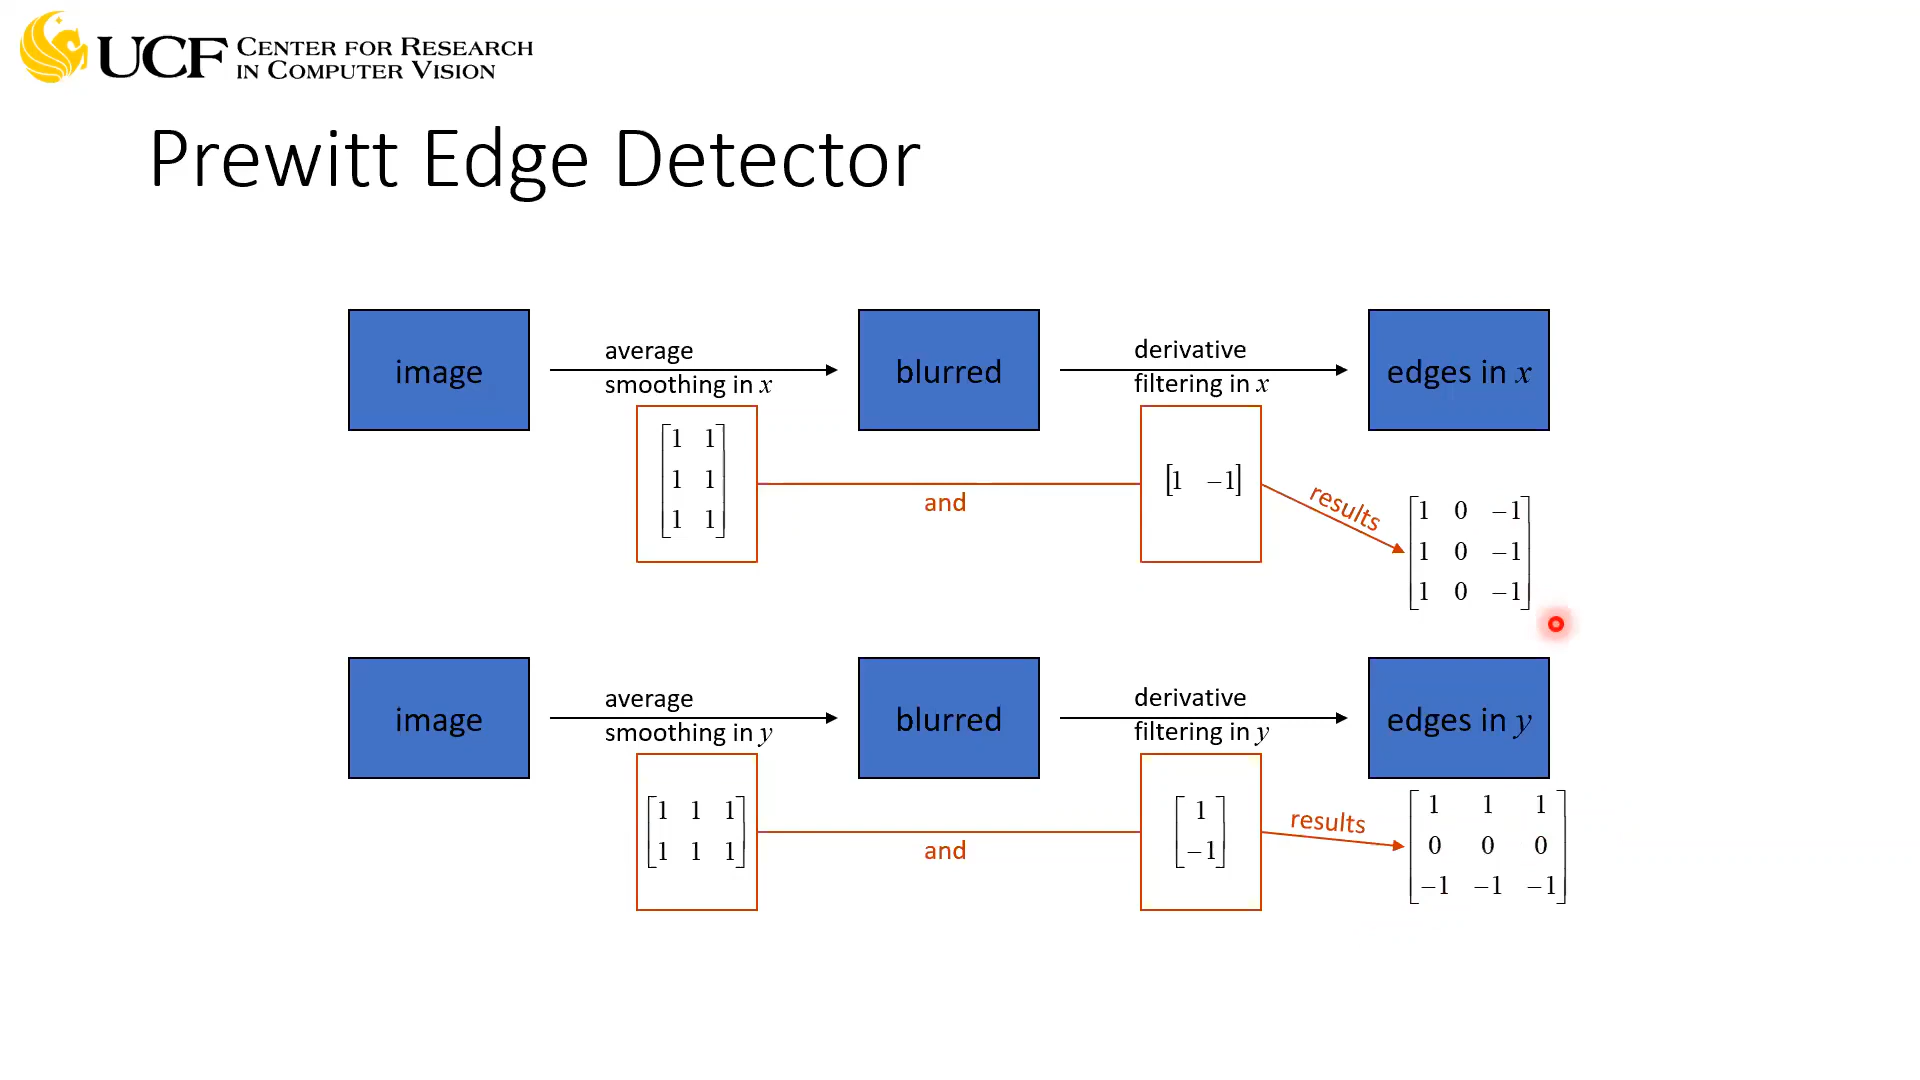 UCF CENTER FOR RESEARCH
IN COMPUTER VISION
Prewitt Edge Detector
image
average
smoothing in x
blurred
derivative
filtering in x
edges in x
1 1
1 1
1 1
and
[1 −1]
results
1 0 −1
1 0 −1
1 0 −1
image
average
smoothing in y
blurred
derivative
filtering in y
edges in y
1 1 1
1 1 1
and
1
−1
results
1 1 1
0 0 0
−1 −1 −1